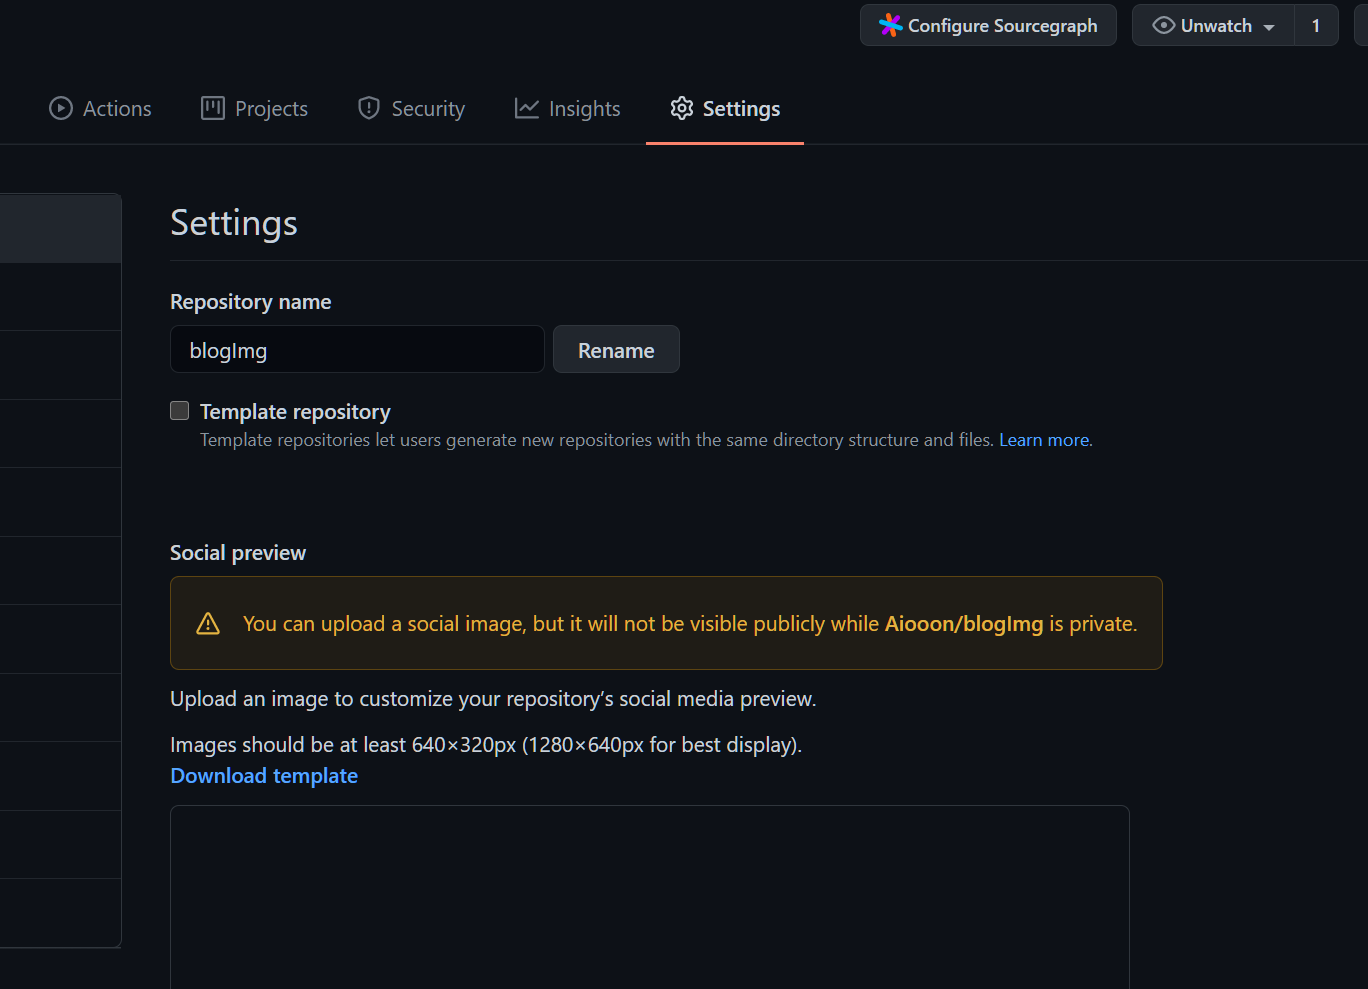 Configure Sourcegraph Unwatch 1
Actions Projects Security Insights Settings
Settings
Repository name
blogImg Rename
Template repository
Template repositories let users generate new repositories with the same directory structure and files. Learn more.
Social preview
You can upload a social image, but it will not be visible publicly while Aiooon/blogImg is private.
Upload an image to customize your repository’s social media preview.
Images should be at least 640×320px (1280×640px for best display).
Download template